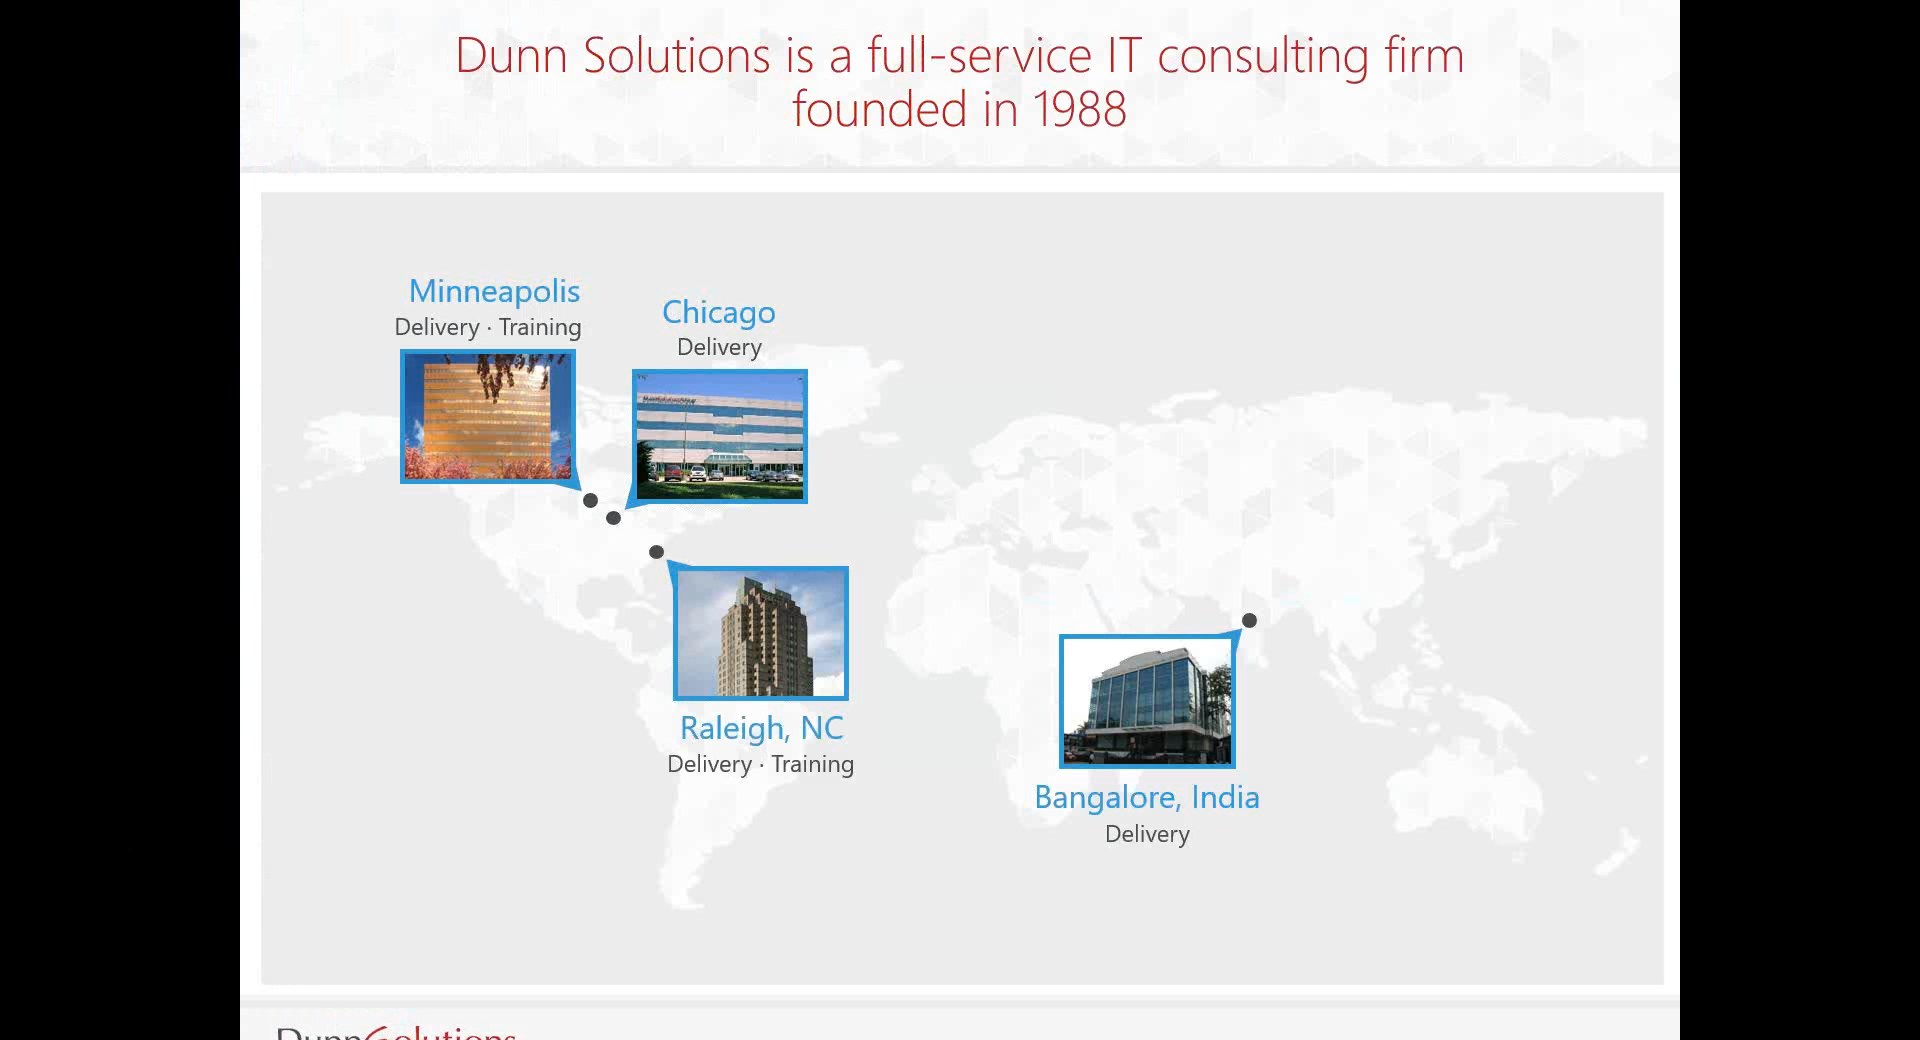 Dunn Solutions is a full-service IT consulting firm
founded in 1988
Minneapolis
Delivery · Training
Chicago
Delivery
Raleigh, NC
Delivery · Training
Bangalore, India
Delivery
DunnSolutions